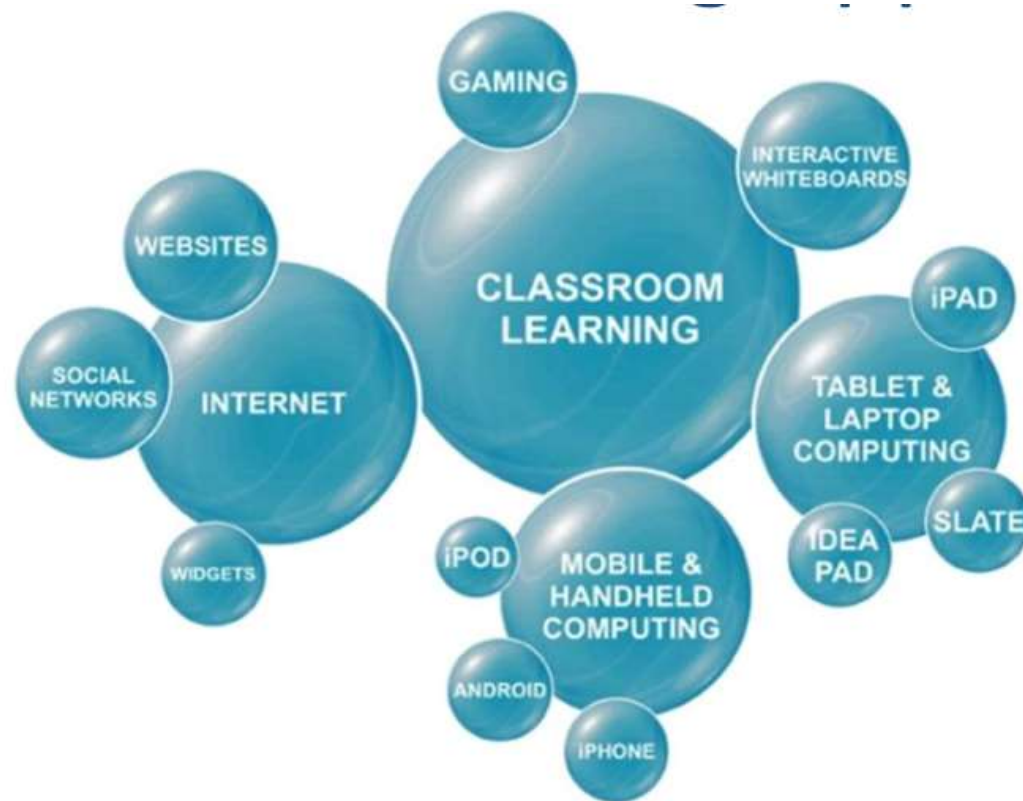 GAMING
INTERACTIVE
WHITEBOARDS
WEBSITES
iPAD
CLASSROOM
LEARNING
SOCIAL
NETWORKS
INTERNET
TABLET &
LAPTOP
COMPUTING
SLATE
IDEA
PAD
iPOD
MOBILE &
HANDHELD
COMPUTING
WIDGETS
ANDROID
iPHONE